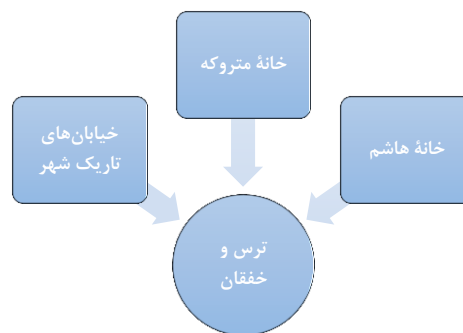 خانهٔ متروکه
خانهٔ هاشم
خیابان‌های
تاریک شهر
ترس و
خفقان